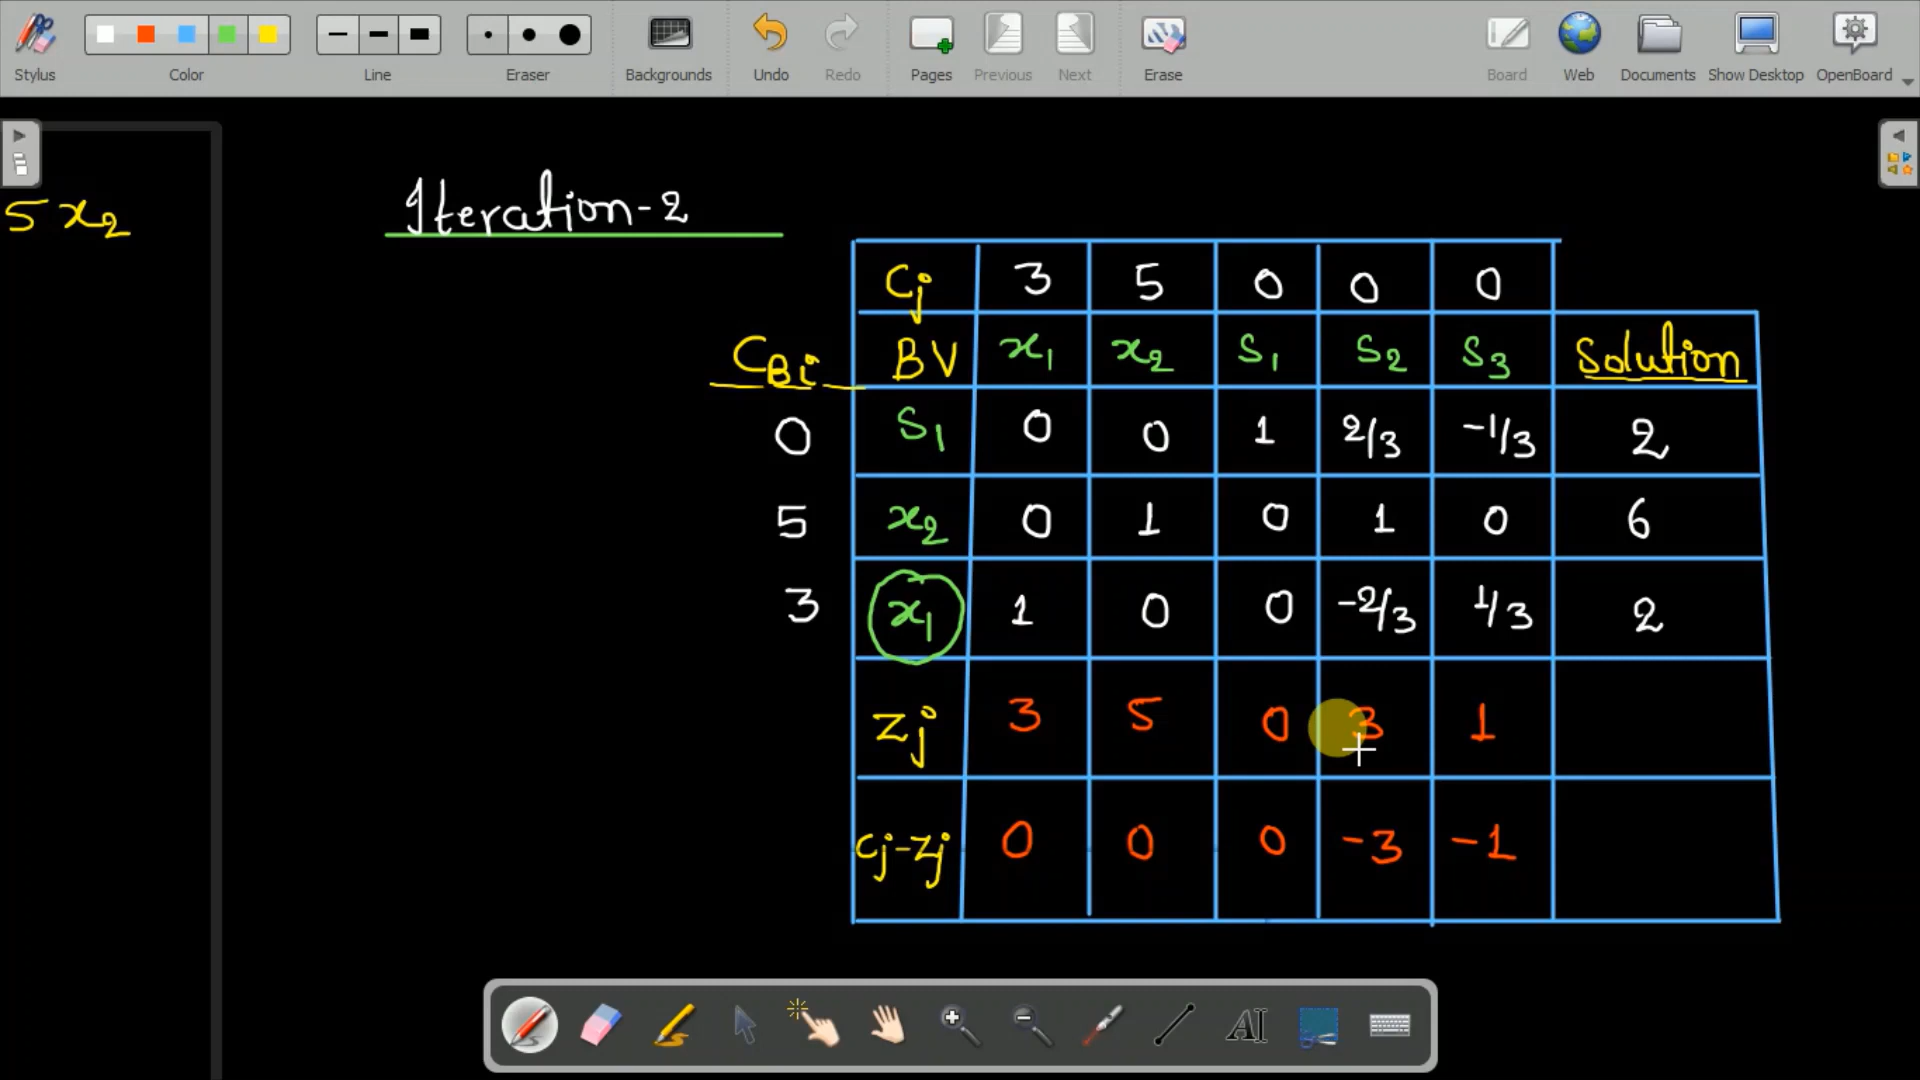 Stylus Color Line Eraser Backgrounds Undo Redo Pages Previous Next Erase Board Web Documents Show Desktop OpenBoard
5 x2
Iteration-2
Cj 3 5 0 0 0
CBi BV x1 x2 S1 S2 S3 Solution
0 S1 0 0 1 2/3 -1/3 2
5 x2 0 1 0 1 0 6
3 x1 1 0 0 -2/3 1/3 2
Zj 3 5 0 3 1
Cj-Zj 0 0 0 -3 -1
AI